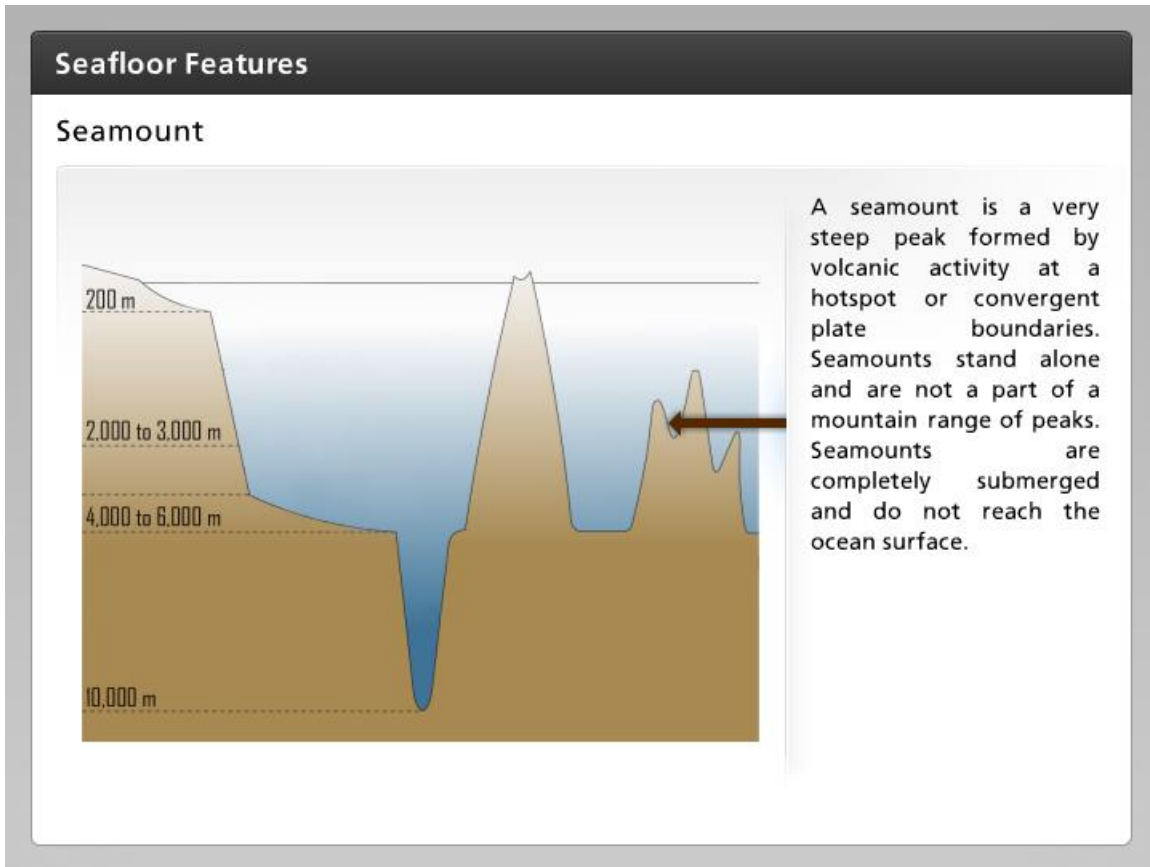 Seafloor Features
Seamount
200 m
2,000 to 3,000 m
4,000 to 6,000 m
10,000 m
A seamount is a very
steep peak formed by
volcanic activity at a
hotspot or convergent
plate boundaries.
Seamounts stand alone
and are not a part of a
mountain range of peaks.
Seamounts are
completely submerged
and do not reach the
ocean surface.